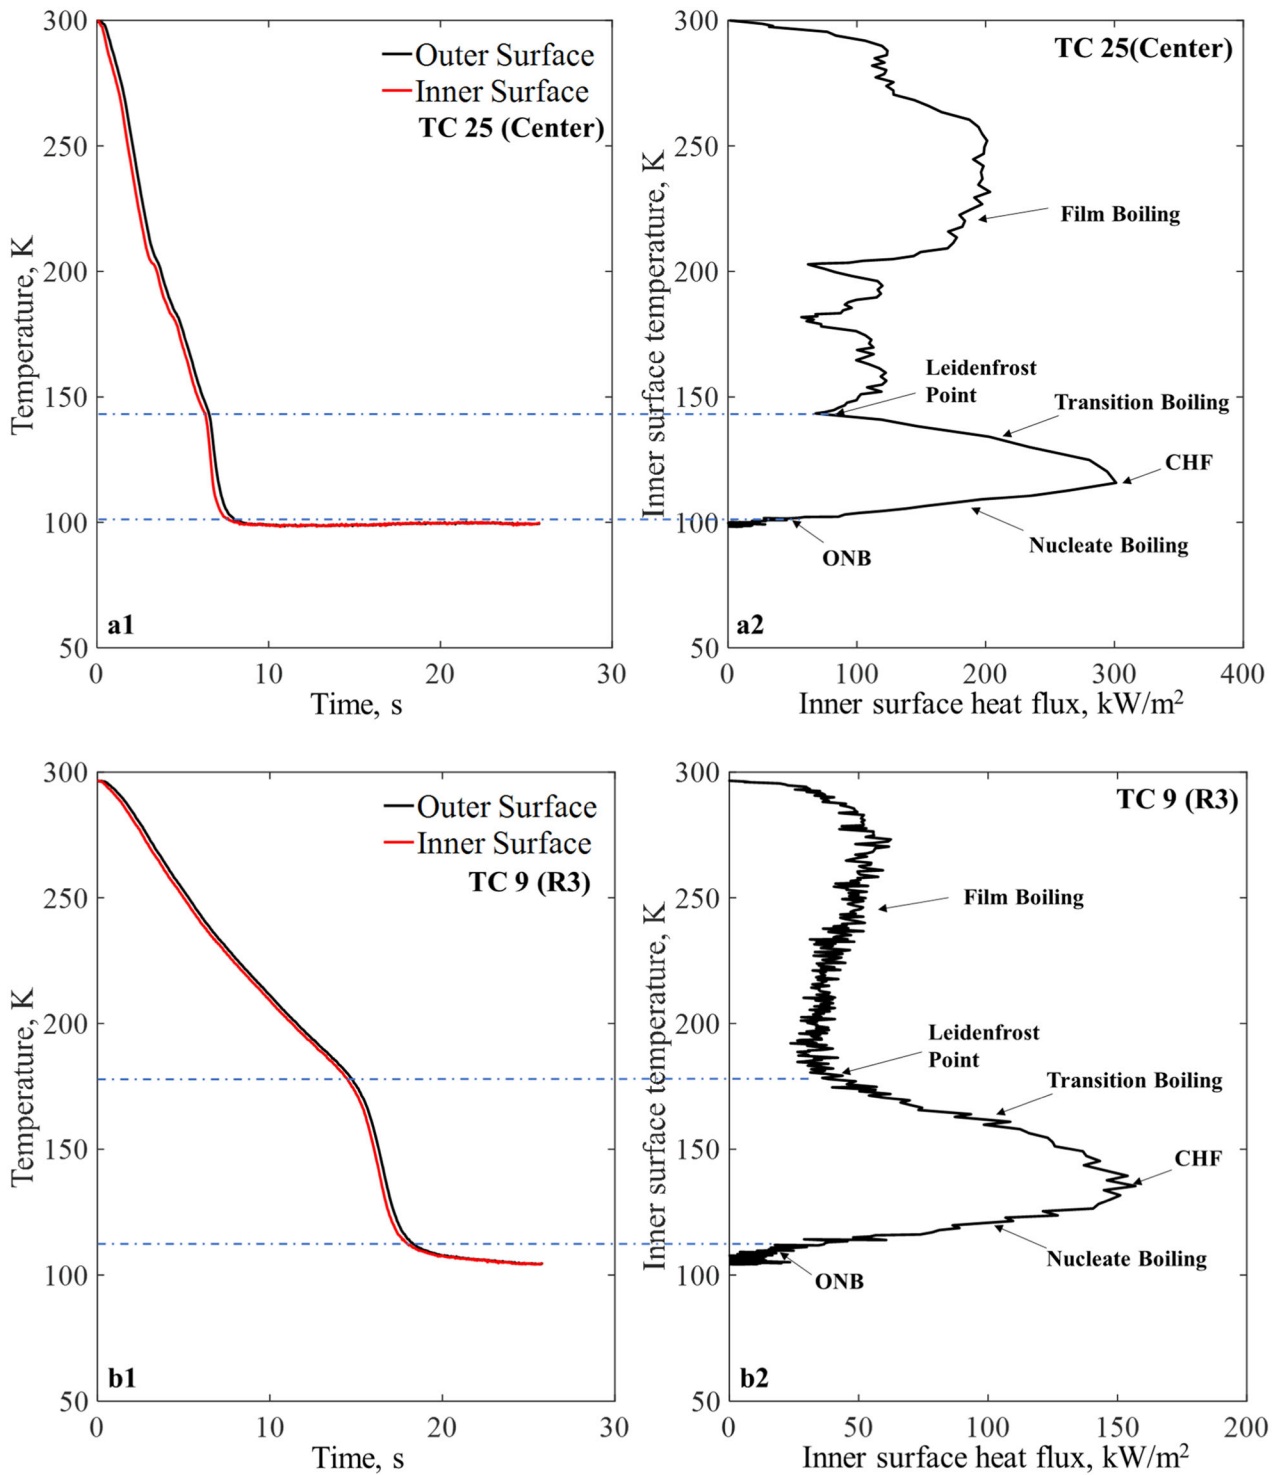 300
250
200
150
100
50
0
10
20
30
Temperature, K
Time, s
Outer Surface
Inner Surface
TC 25 (Center)
a1
300
250
200
150
100
50
0
100
200
300
400
Inner surface temperature, K
Inner surface heat flux, kW/m²
TC 25(Center)
Film Boiling
Leidenfrost
Point
Transition Boiling
CHF
Nucleate Boiling
ONB
a2
300
250
200
150
100
50
0
10
20
30
Temperature, K
Time, s
Outer Surface
Inner Surface
TC 9 (R3)
b1
300
250
200
150
100
50
0
50
100
150
200
Inner surface temperature, K
Inner surface heat flux, kW/m²
TC 9 (R3)
Film Boiling
Leidenfrost
Point
Transition Boiling
CHF
Nucleate Boiling
ONB
b2